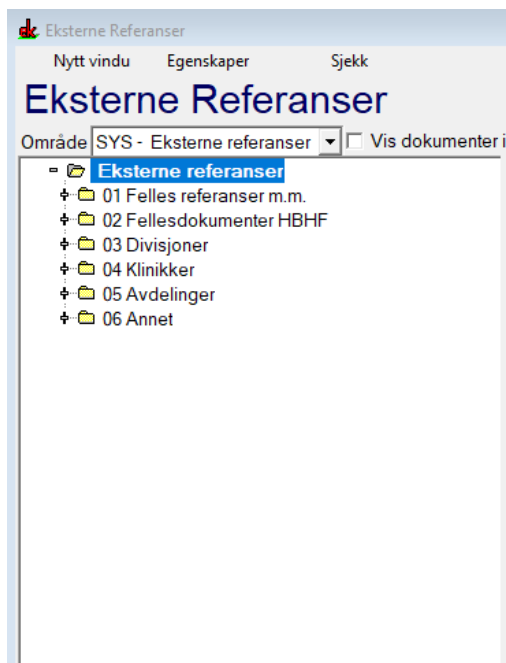 dk Eksterne Referanser
Nytt vindu Egenskaper Sjekk
Eksterne Referanser
Område SYS - Eksterne referanser Vis dokumenter i
Eksterne referanser
01 Felles referanser m.m.
02 Fellesdokumenter HBHF
03 Divisjoner
04 Klinikker
05 Avdelinger
06 Annet